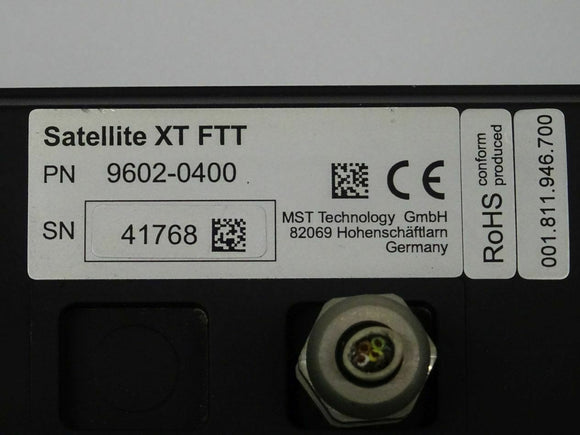 Satellite XT FTT
PN 9602-0400
SN 41768
CE
MST Technology GmbH
82069 Hohenschäftlarn
Germany
RoHS conform
produced
001.811.946.700